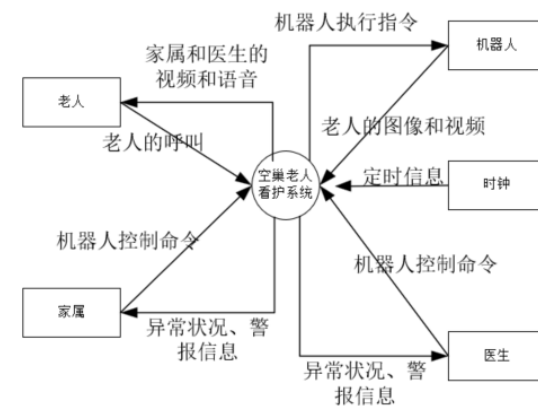 机器人执行指令
机器人
家属和医生的
视频和语音
老人
老人的图像和视频
老人的呼叫
空巢老人
看护系统
定时信息
时钟
机器人控制命令
机器人控制命令
家属
异常状况、警
报信息
医生
异常状况、警
报信息